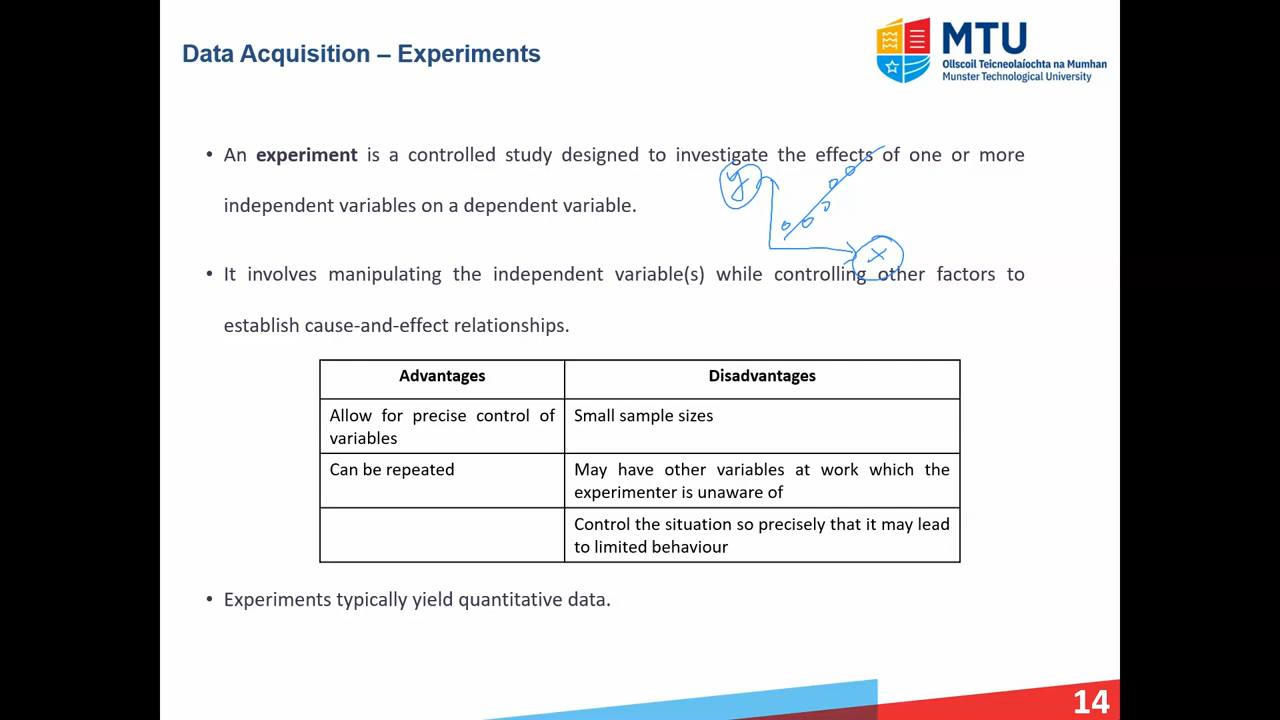 Data Acquisition – Experiments
MTU
Ollscoil Teicneolaíochta na Mumhan
Munster Technological University
• An experiment is a controlled study designed to investigate the effects of one or more
independent variables on a dependent variable.
y
x
• It involves manipulating the independent variable(s) while controlling other factors to
establish cause-and-effect relationships.
Advantages Disadvantages
Allow for precise control of
variables
Small sample sizes
Can be repeated
May have other variables at work which the
experimenter is unaware of
Control the situation so precisely that it may lead
to limited behaviour
• Experiments typically yield quantitative data.
14